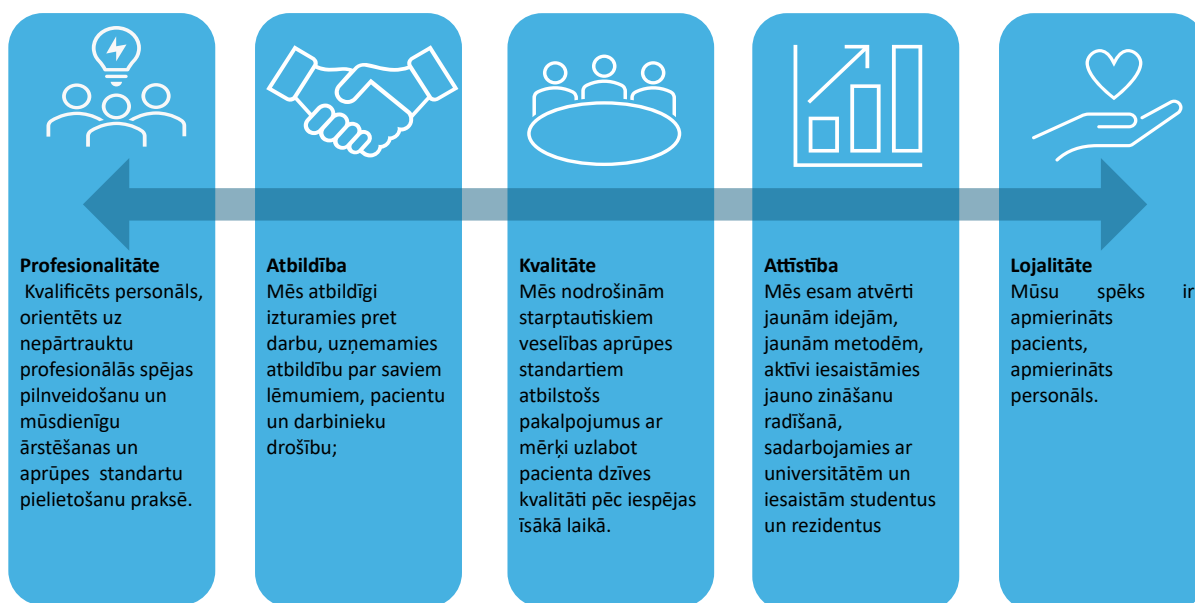 Profesionalitāte
Kvalificēts personāls,
orientēts uz
nepārtrauktu
profesionālās spējas
pilnveidošanu un
mūsdienīgu
ārstēšanas un
aprūpes standartu
pielietošanu praksē.
Atbildība
Mēs atbildīgi
izturamies pret
darbu, uzņemamies
atbildību par saviem
lēmumiem, pacientu
un darbinieku
drošību;
Kvalitāte
Mēs nodrošinām
starptautiskiem
veselības aprūpes
standartiem
atbilstošs
pakalpojumus ar
mērķi uzlabot
pacienta dzīves
kvalitāti pēc iespējas
īsākā laikā.
Attīstība
Mēs esam atvērti
jaunām idejām,
jaunām metodēm,
aktīvi iesaistāmies
jauno zināšanu
radīšanā,
sadarbojamies ar
universitātēm un
iesaistām studentus
un rezidentus
Lojalitāte
Mūsu spēks ir
apmierināts
pacients,
apmierināts
personāls.